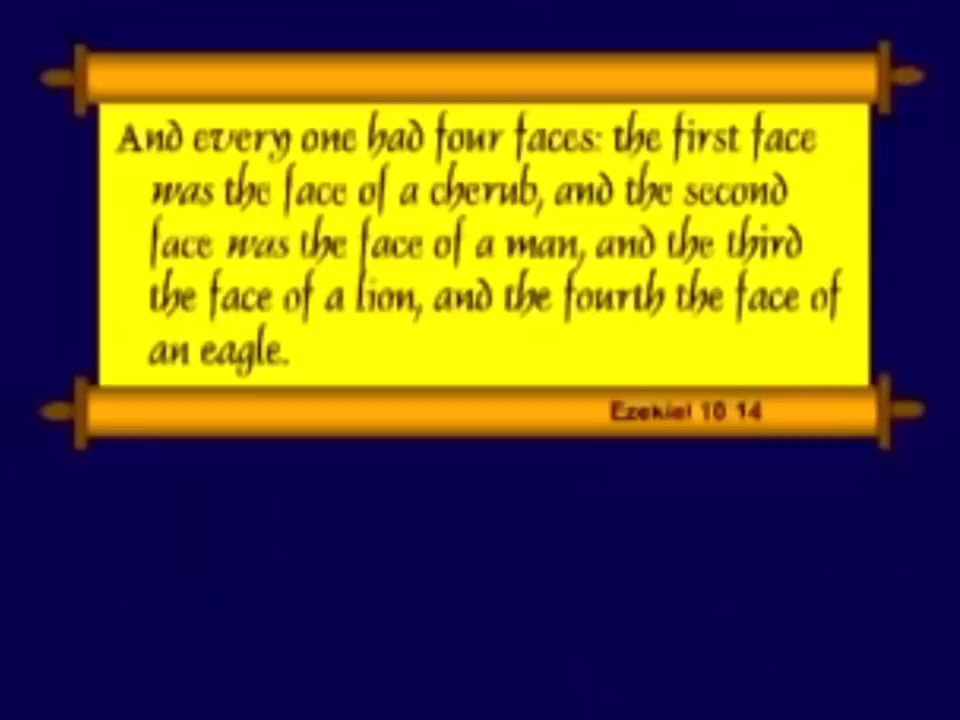 And every one had four faces: the first face
was the face of a cherub, and the second
face was the face of a man, and the third
the face of a lion, and the fourth the face of
an eagle.
Ezekiel 10 14